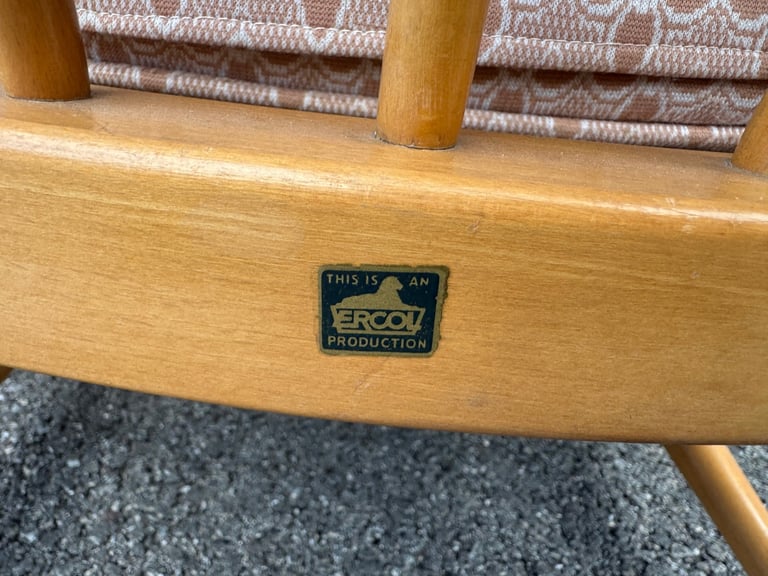 THIS IS AN
ERCOL
PRODUCTION